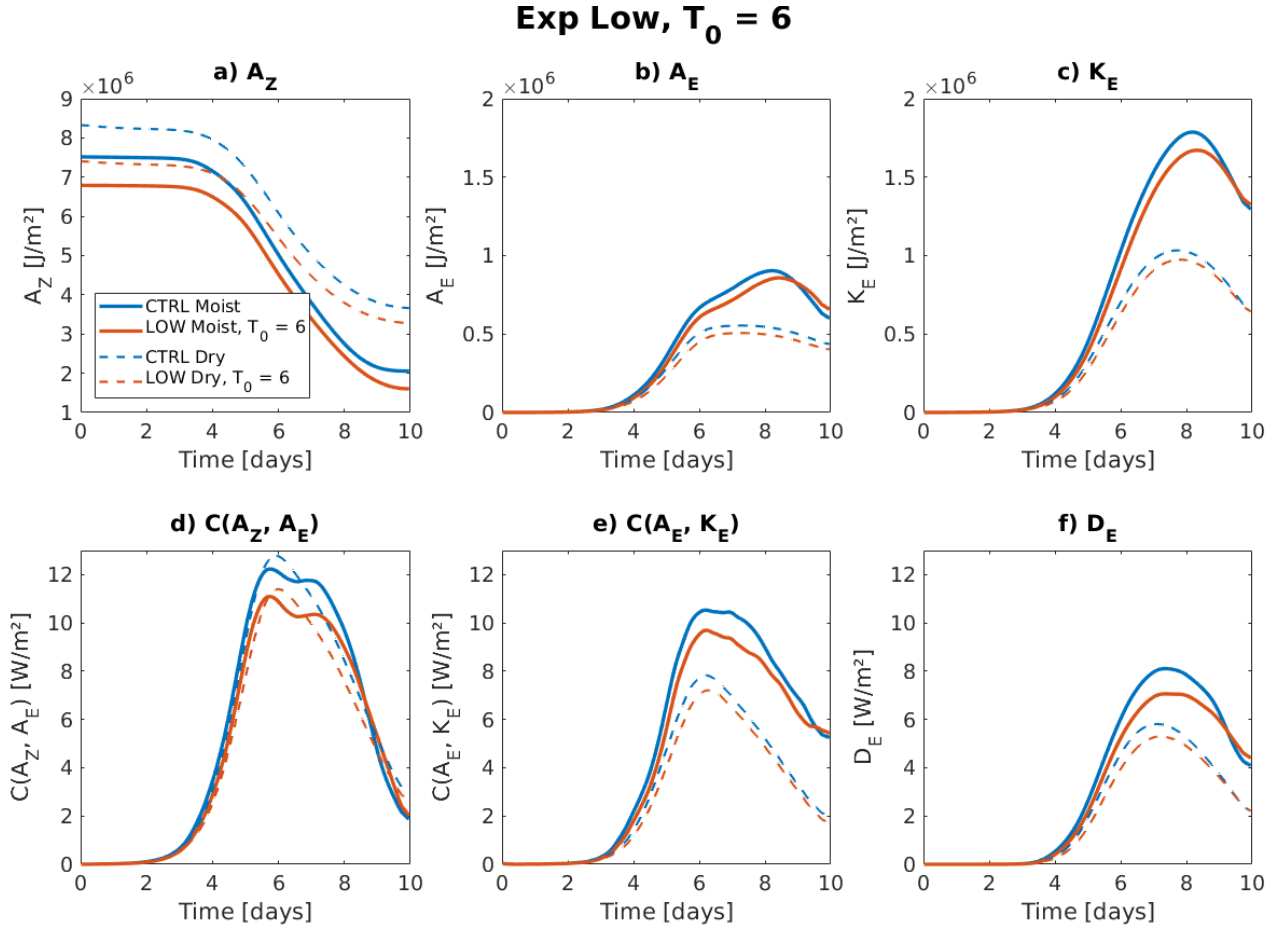 Exp Low, T0 = 6
a) AZ
×10^6
9
8
7
6
5
4
3
2
1
AZ [J/m²]
CTRL Moist
LOW Moist, T0 = 6
CTRL Dry
LOW Dry, T0 = 6
0 2 4 6 8 10
Time [days]
b) AE
×10^6
2
1.5
1
0.5
0
AE [J/m²]
0 2 4 6 8 10
Time [days]
c) KE
×10^6
2
1.5
1
0.5
0
KE [J/m²]
0 2 4 6 8 10
Time [days]
d) C(AZ, AE)
12
10
8
6
4
2
0
C(AZ, AE) [W/m²]
0 2 4 6 8 10
Time [days]
e) C(AE, KE)
12
10
8
6
4
2
0
C(AE, KE) [W/m²]
0 2 4 6 8 10
Time [days]
f) DE
12
10
8
6
4
2
0
DE [W/m²]
0 2 4 6 8 10
Time [days]